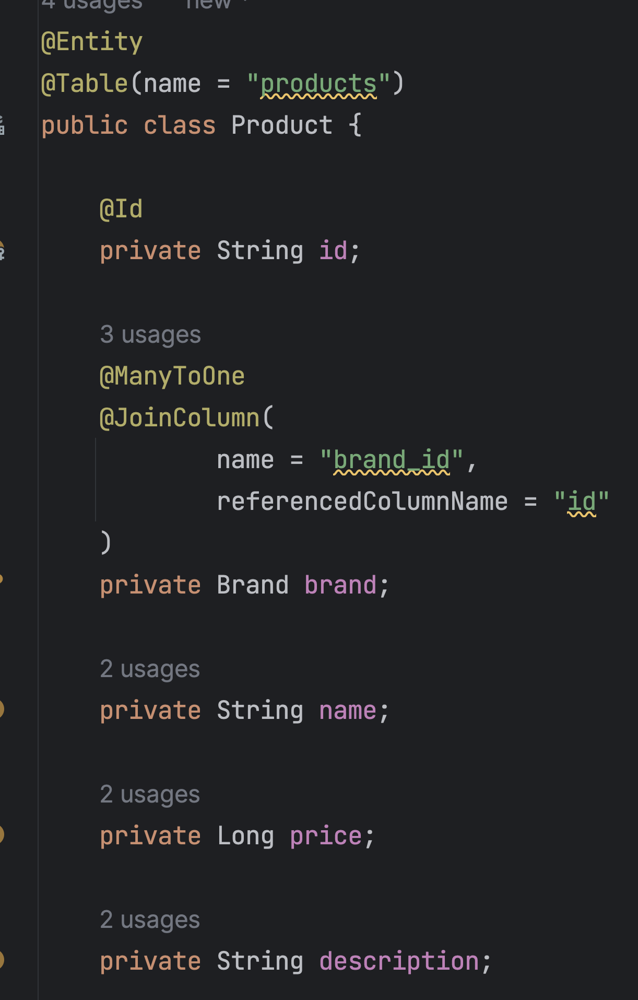 4 usages new *
@Entity
@Table(name = "products")
public class Product {
@Id
private String id;
3 usages
@ManyToOne
@JoinColumn(
name = "brand_id",
referencedColumnName = "id"
)
private Brand brand;
2 usages
private String name;
2 usages
private Long price;
2 usages
private String description;